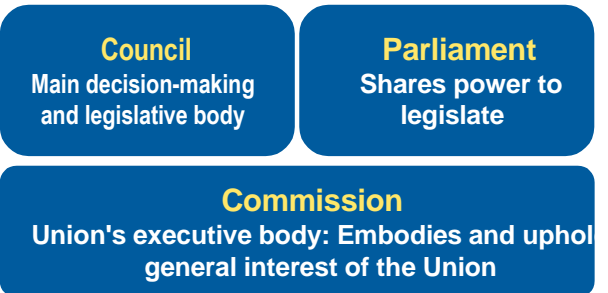 Council
Main decision-making
and legislative body
Parliament
Shares power to
legislate
Commission
Union's executive body: Embodies and uphol
general interest of the Union